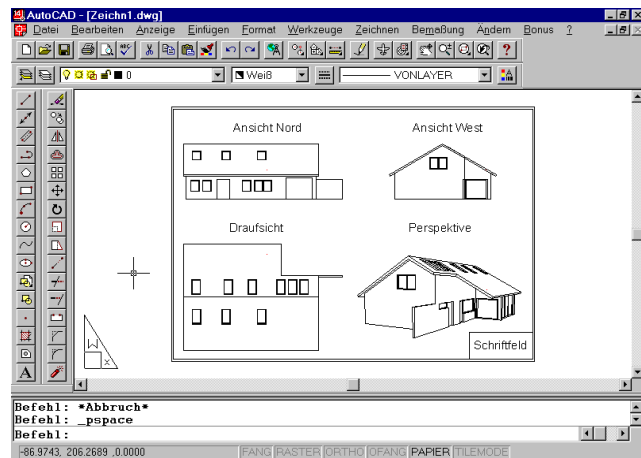 AutoCAD - [Zeichn1.dwg]
Datei Bearbeiten Anzeige Einfügen Format Werkzeuge Zeichnen Bemaßung Ändern Bonus ?
0 Weiß VONLAYER
Ansicht Nord Ansicht West
Draufsicht Perspektive
Schriftfeld
W
X
A
Befehl: *Abbruch*
Befehl: _pspace
Befehl:
-86.9743, 206.2689 ,0.0000 FANG RASTER ORTHO OFANG PAPIER TILEMODE